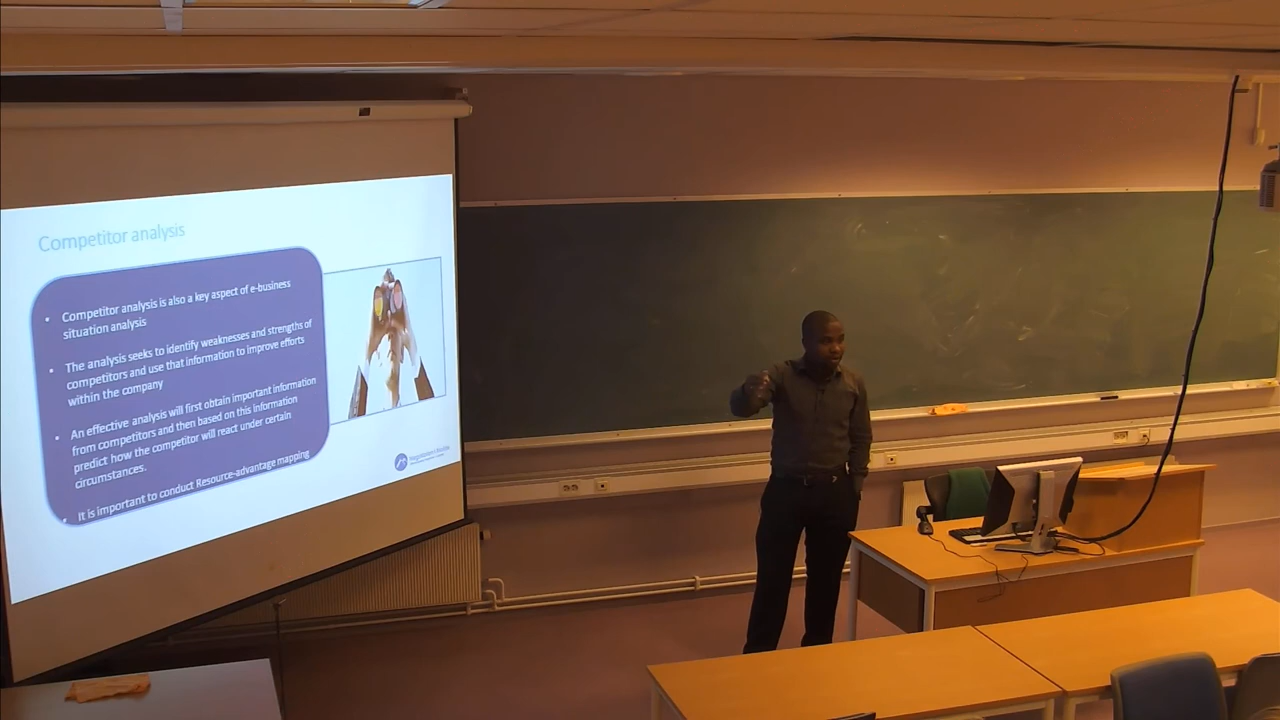 Competitor analysis
• Competitor analysis is also a key aspect of e-business
situation analysis
• The analysis seeks to identify weaknesses and strengths of
competitors and use that information to improve efforts
within the company
• An effective analysis will first obtain important information
from competitors and then based on this information
predict how the competitor will react under certain
circumstances.
• It is important to conduct Resource-advantage mapping